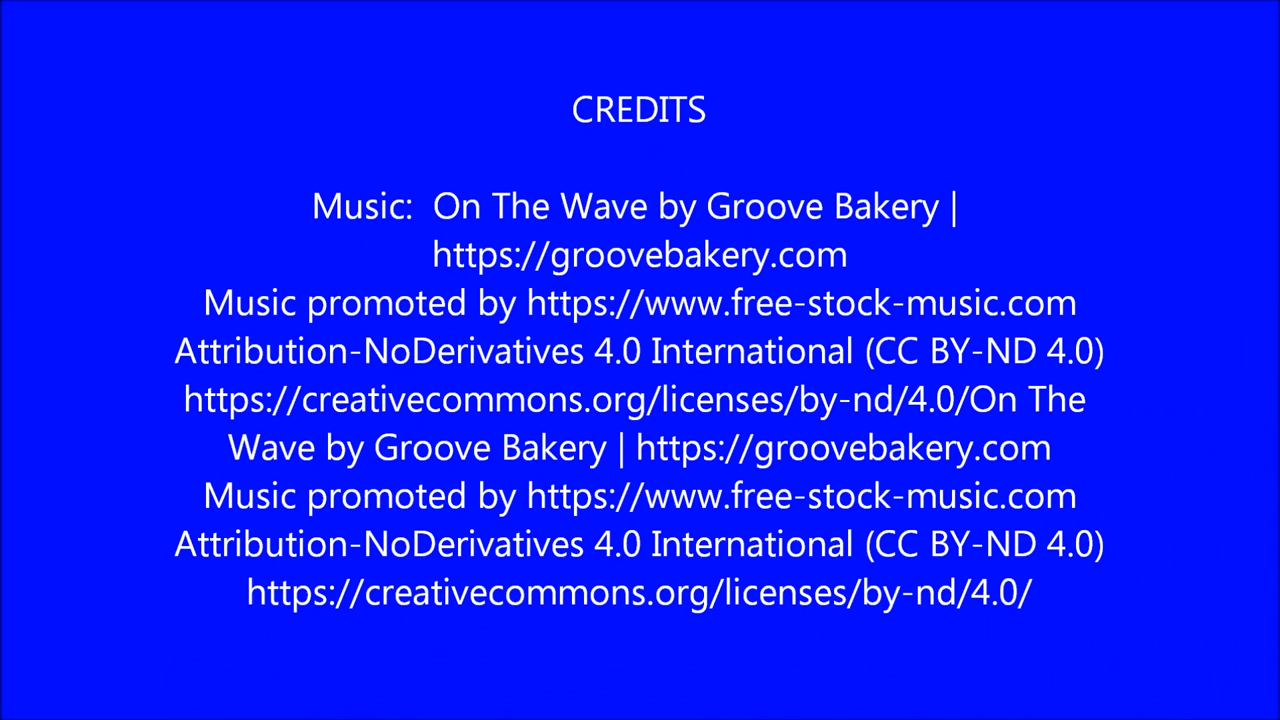 CREDITS
Music:  On The Wave by Groove Bakery |
https://groovebakery.com
Music promoted by https://www.free-stock-music.com
Attribution-NoDerivatives 4.0 International (CC BY-ND 4.0)
https://creativecommons.org/licenses/by-nd/4.0/On The
Wave by Groove Bakery | https://groovebakery.com
Music promoted by https://www.free-stock-music.com
Attribution-NoDerivatives 4.0 International (CC BY-ND 4.0)
https://creativecommons.org/licenses/by-nd/4.0/